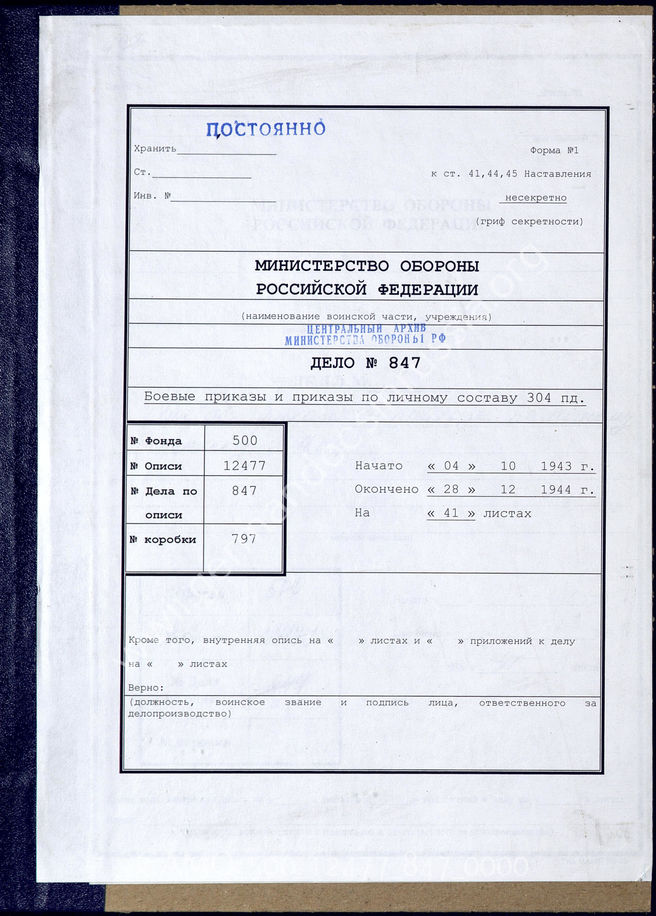 ПОСТОЯННО
Хранить
Форма №1
Ст.
к ст. 41,44,45 Наставления
Инв. №
несекретно
(гриф секретности)
МИНИСТЕРСТВО ОБОРОНЫ
РОССИЙСКОЙ ФЕДЕРАЦИИ
(наименование воинской части, учреждения)
ЦЕНТРАЛЬНЫЙ АРХИВ
МИНИСТЕРСТВА ОБОРОНЫ РФ
ДЕЛО № 847
Боевые приказы и приказы по личному составу 304 пд.
№ Фонда 500
№ Описи 12477
№ Дела по описи 847
№ коробки 797
Начато « 04 » 10 1943 г.
Окончено « 28 » 12 1944 г.
На « 41 » листах
Кроме того, внутренняя опись на « » листах и « » приложений к делу
на « » листах
Верно:
(должность, воинское звание и подпись лица, ответственного за
делопроизводство)